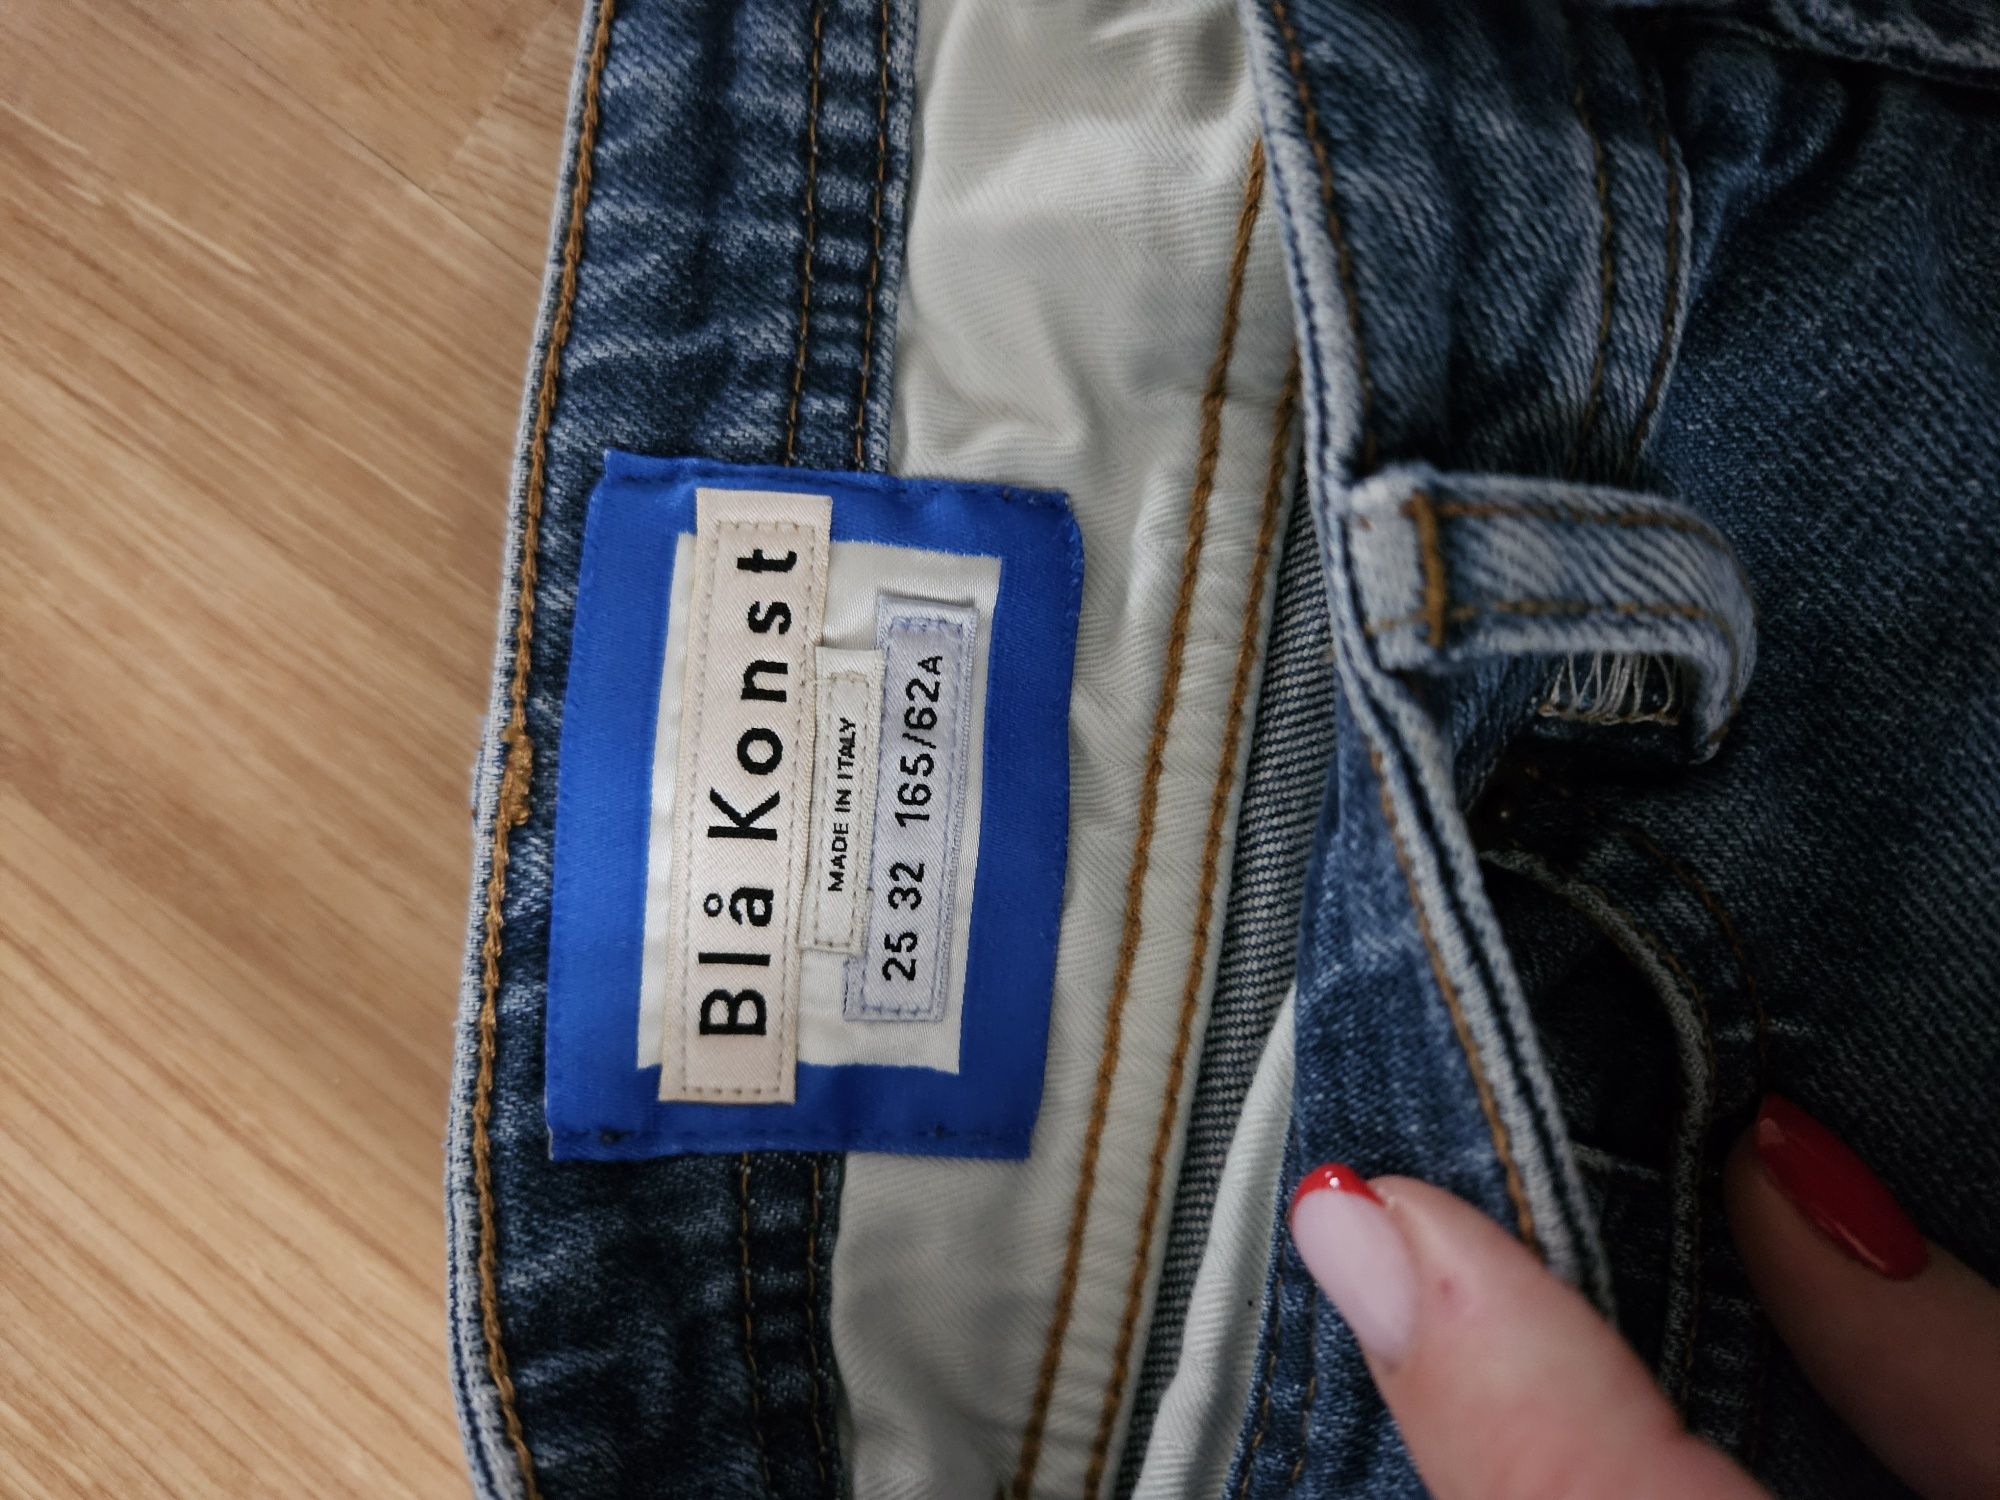 Blå Konst
MADE IN ITALY
25 32 165/62A